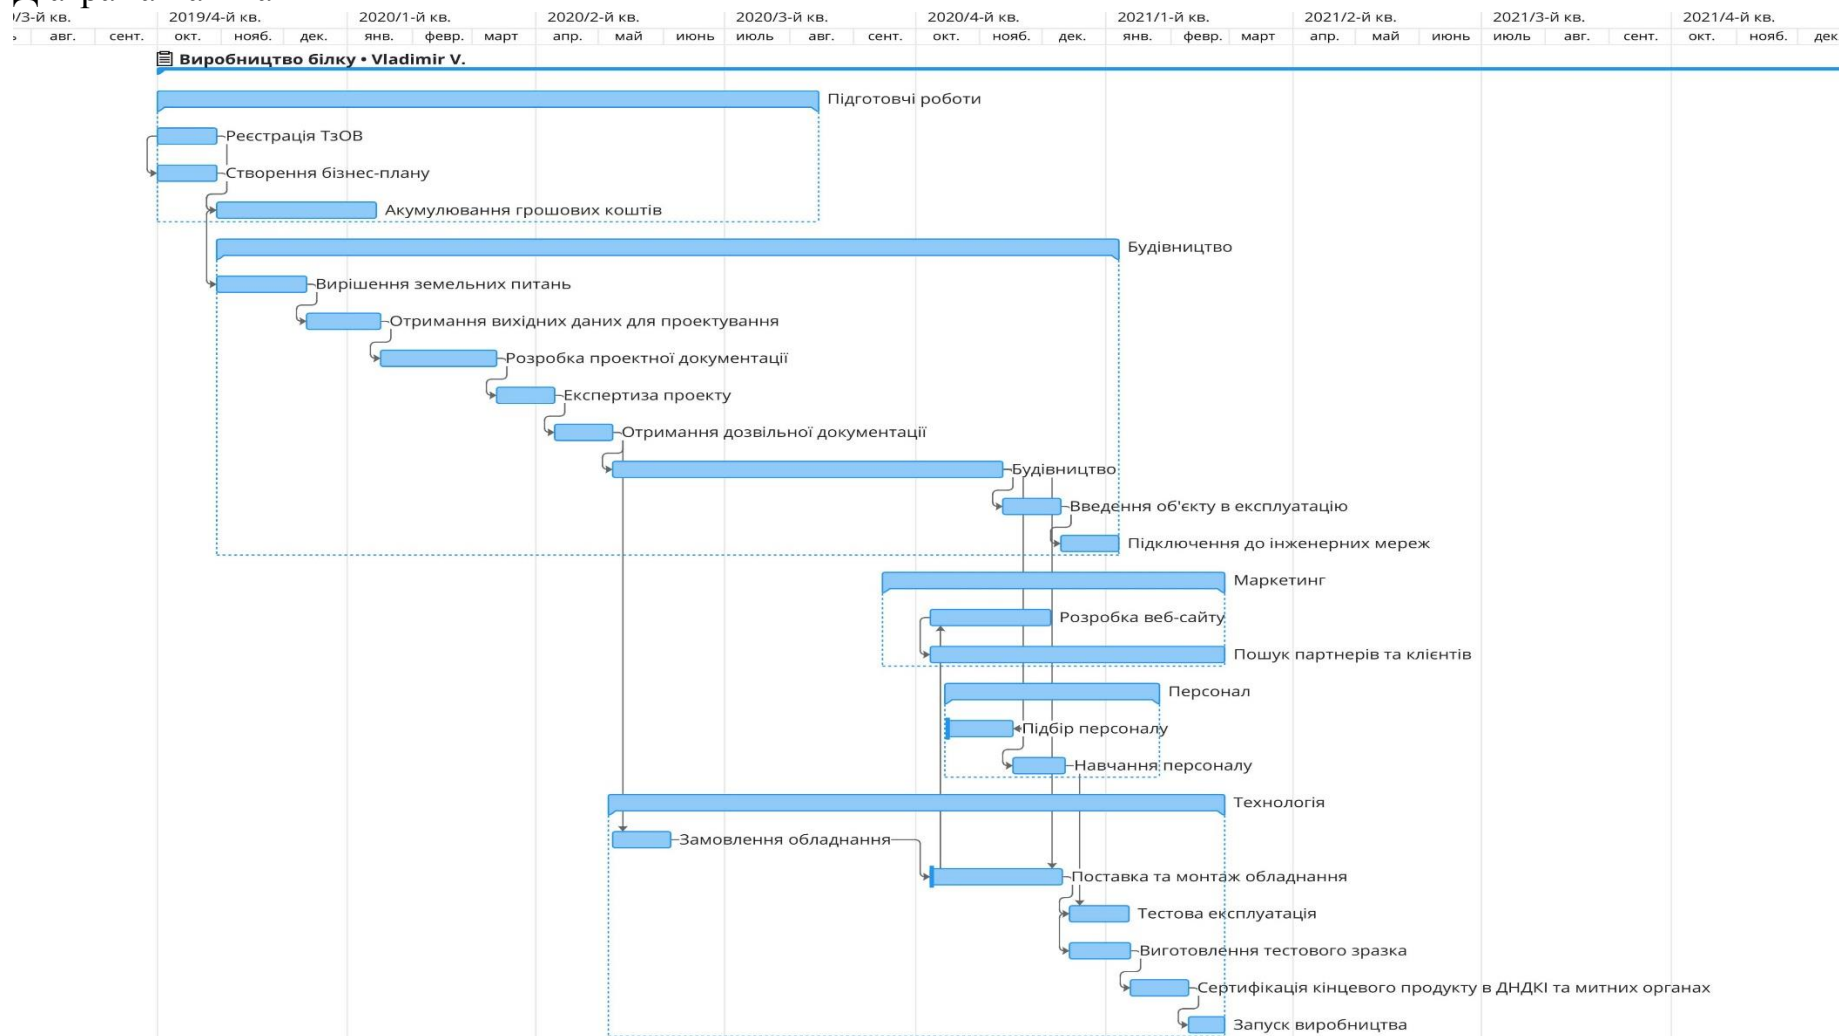 2019/4-й кв. 2020/1-й кв. 2020/2-й кв. 2020/3-й кв. 2020/4-й кв. 2021/1-й кв. 2021/2-й кв. 2021/3-й кв. 2021/4-й кв.
авг. сент. окт. нояб. дек. янв. февр. март апр. май июнь июль авг. сент. окт. нояб. дек. янв. февр. март апр. май июнь июль авг. сент. окт. нояб. дек
Виробництво білку • Vladimir V.
Підготовчі роботи
Реєстрація ТзОВ
Створення бізнес-плану
Акумулювання грошових коштів
Будівництво
Вирішення земельних питань
Отримання вихідних даних для проектування
Розробка проектної документації
Експертиза проекту
Отримання дозвільної документації
Будівництво
Введення об'єкту в експлуатацію
Підключення до інженерних мереж
Маркетинг
Розробка веб-сайту
Пошук партнерів та клієнтів
Персонал
Підбір персоналу
Навчання персоналу
Технологія
Замовлення обладнання
Поставка та монтаж обладнання
Тестова експлуатація
Виготовлення тестового зразка
Сертифікація кінцевого продукту в ДНДКІ та митних органах
Запуск виробництва